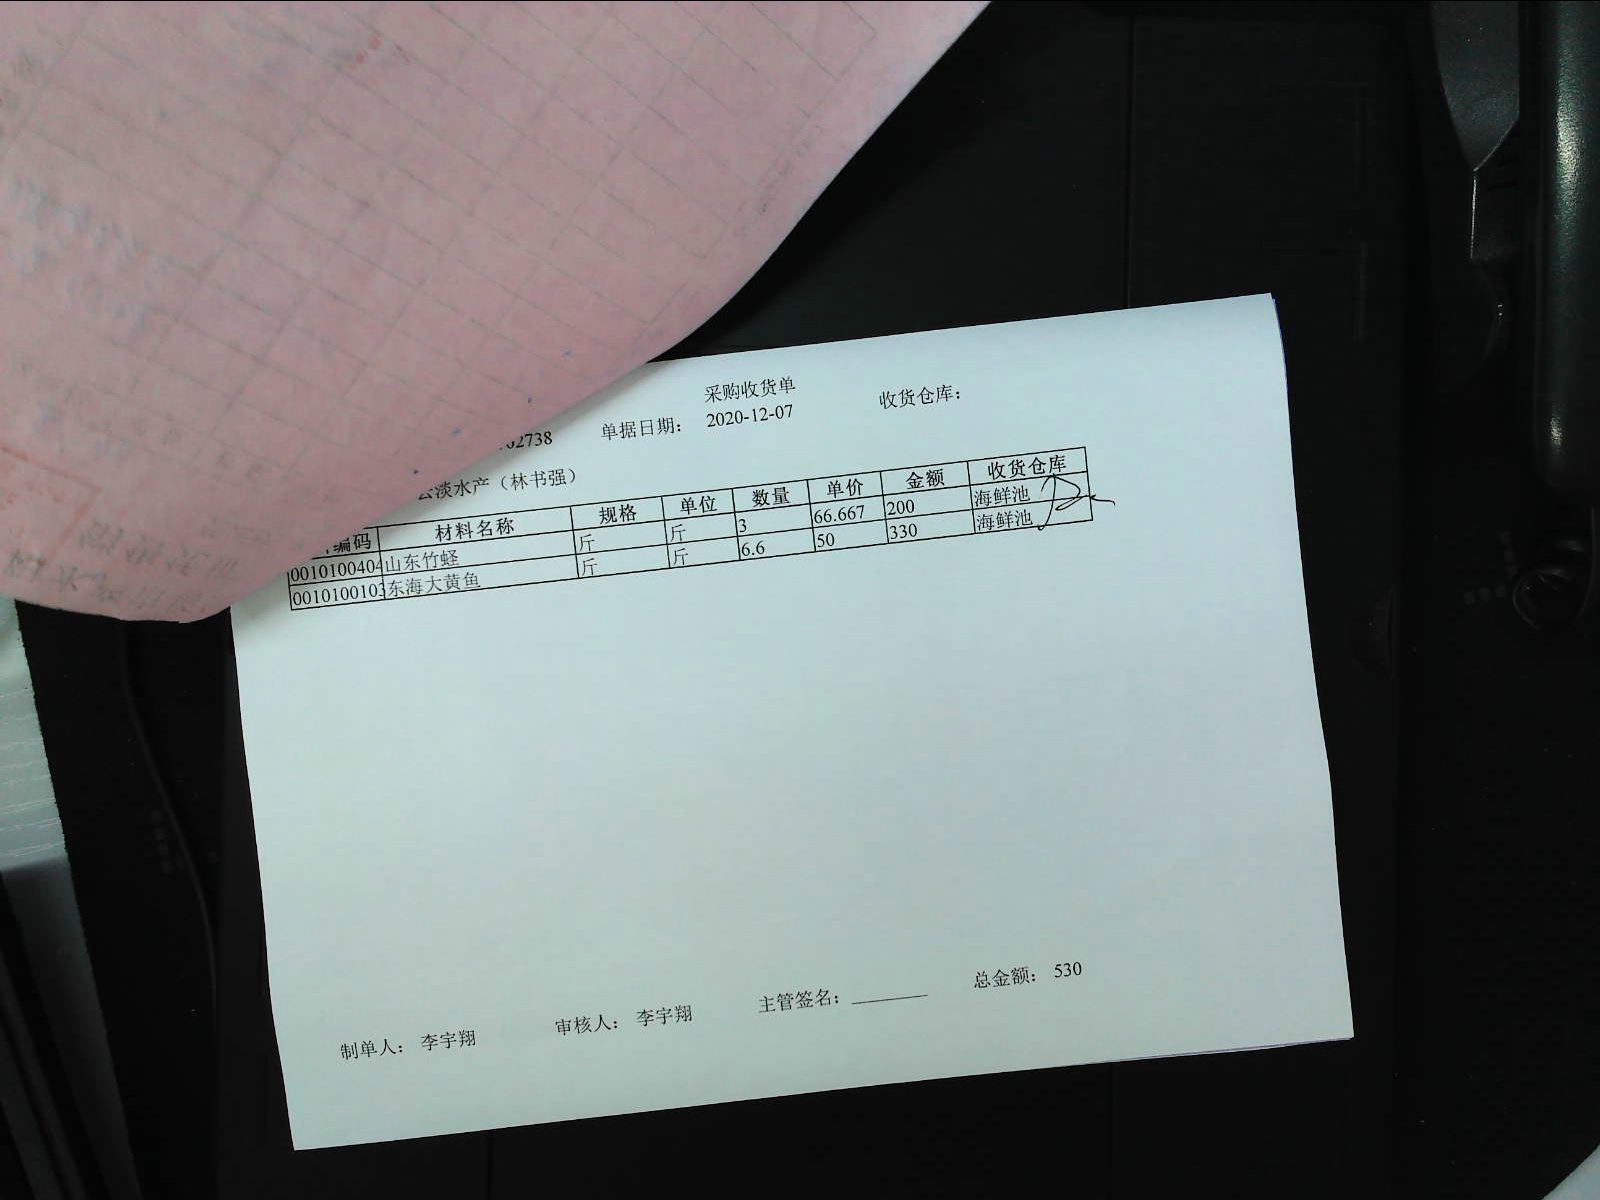 采购收货单
02738 单据日期： 2020-12-07 收货仓库：
淡水产（林书强）
编码 材料名称 规格 单位 数量 单价 金额 收货仓库
0010100404 山东竹蛏 斤 斤 3 66.667 200 海鲜池
0010100103 东海大黄鱼 斤 斤 6.6 50 330 海鲜池
制单人： 李宇翔 审核人： 李宇翔 主管签名： 总金额： 530